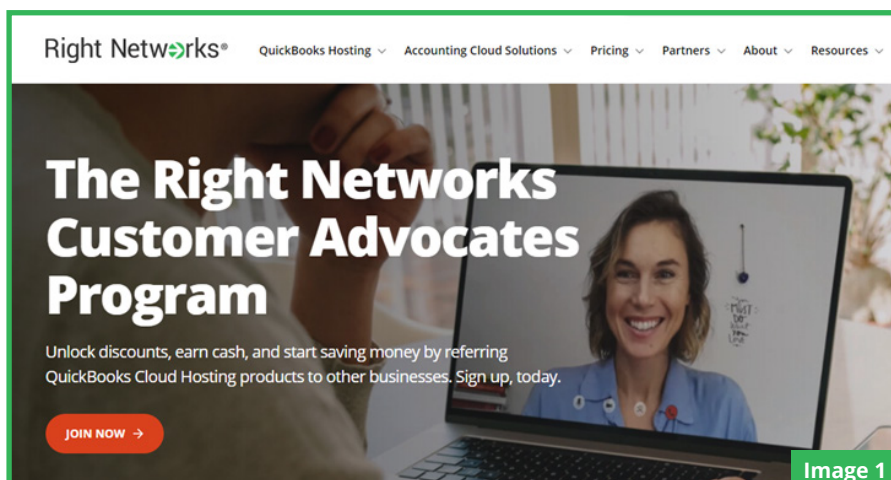 Right Networks®
QuickBooks Hosting Accounting Cloud Solutions Pricing Partners About Resources
The Right Networks
Customer Advocates
Program
Unlock discounts, earn cash, and start saving money by referring
QuickBooks Cloud Hosting products to other businesses. Sign up, today.
JOIN NOW →
Image 1